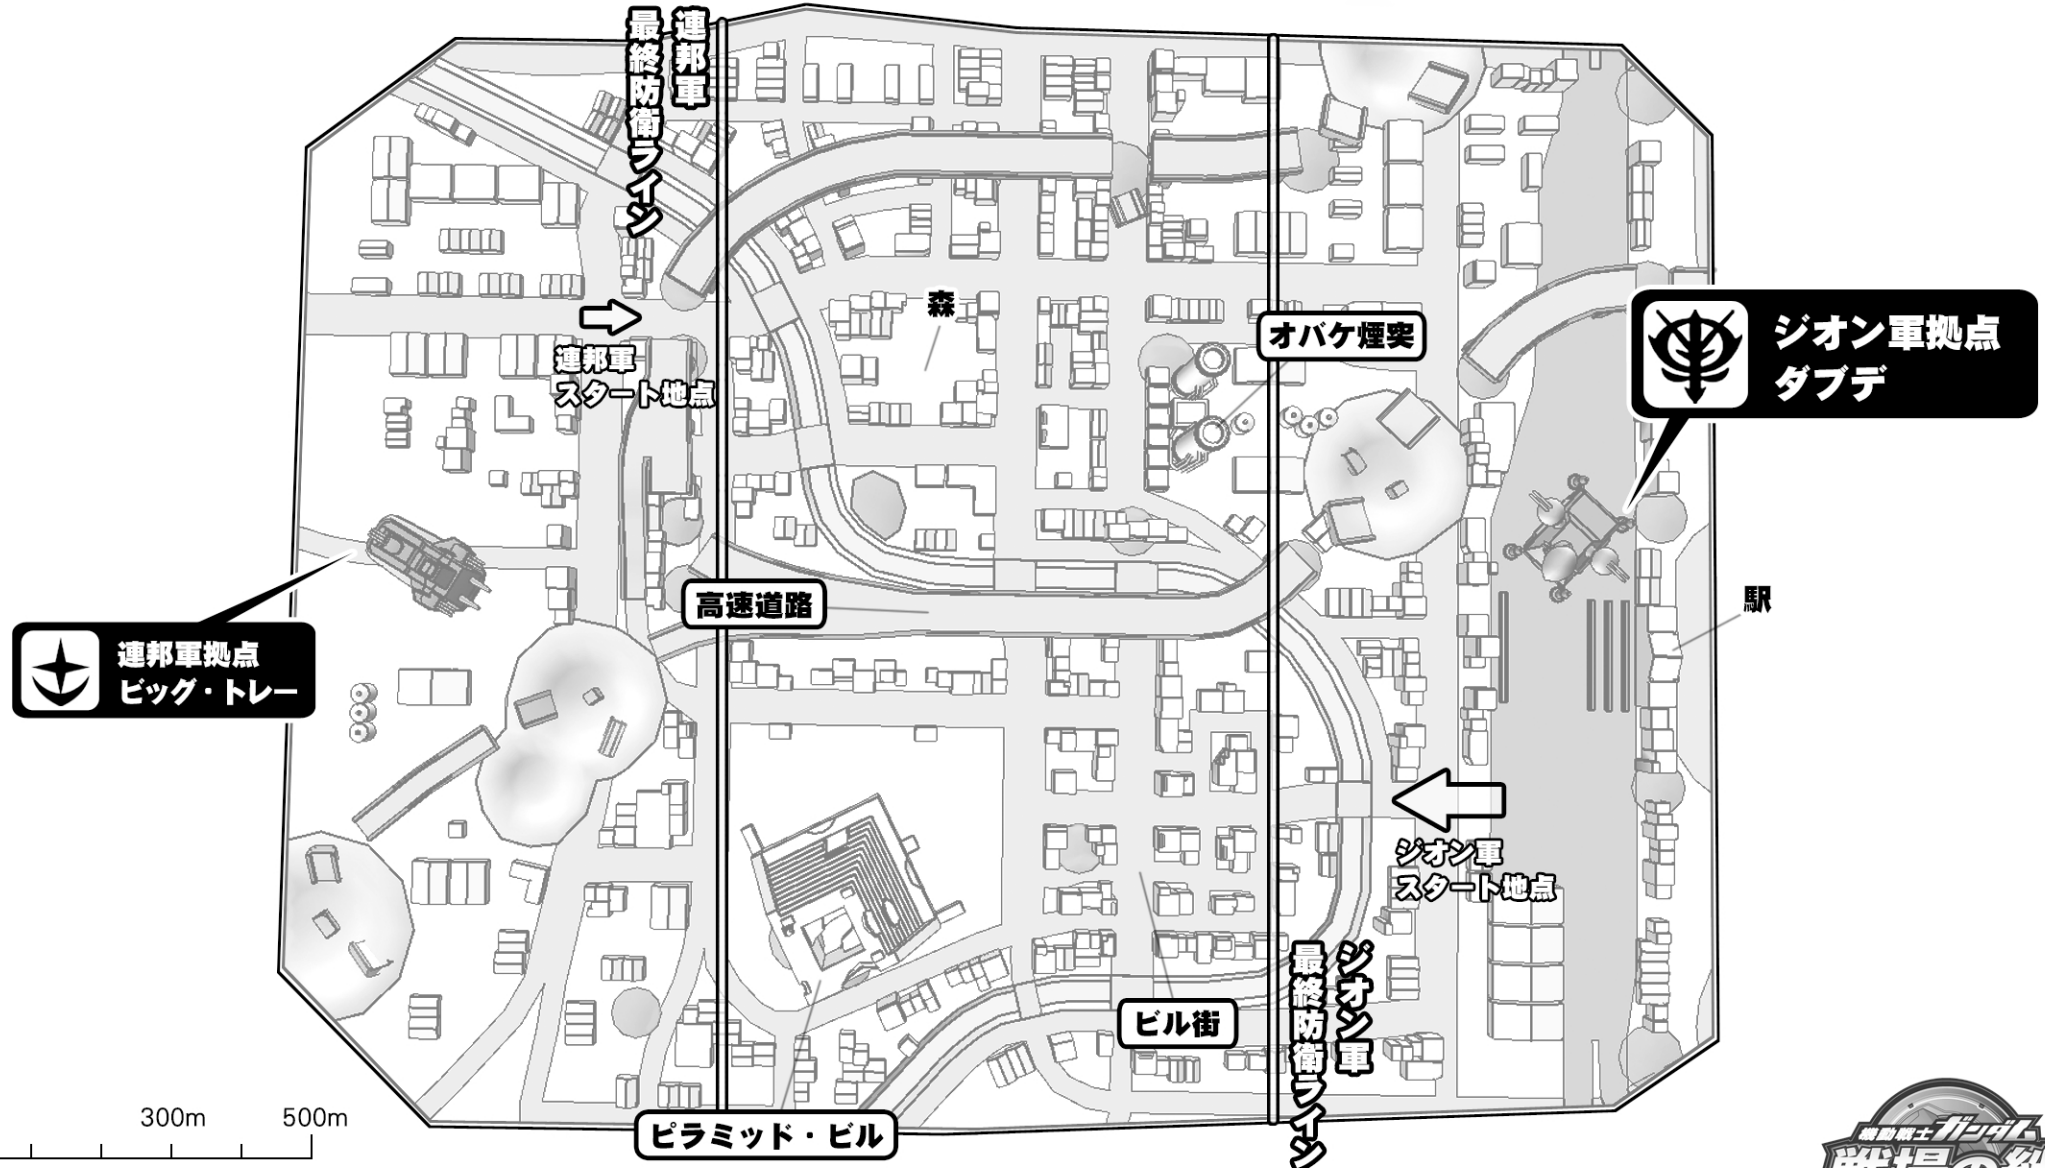 連邦軍
最終防衛ライン
連邦軍
スタート地点
森
オバケ煙突
ジオン軍拠点
ダブデ
高速道路
駅
連邦軍拠点
ビッグ・トレー
ジオン軍
スタート地点
ジオン軍
最終防衛ライン
ビル街
ピラミッド・ビル
300m 500m
機動戦士ガンダム